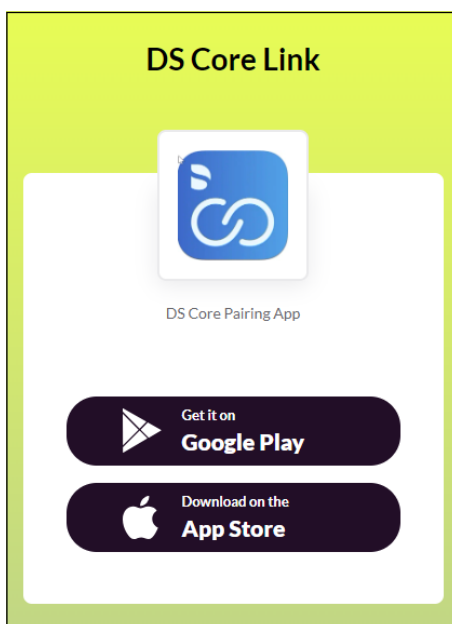 DS Core Link
DS Core Pairing App
Get it on
Google Play
Download on the
App Store